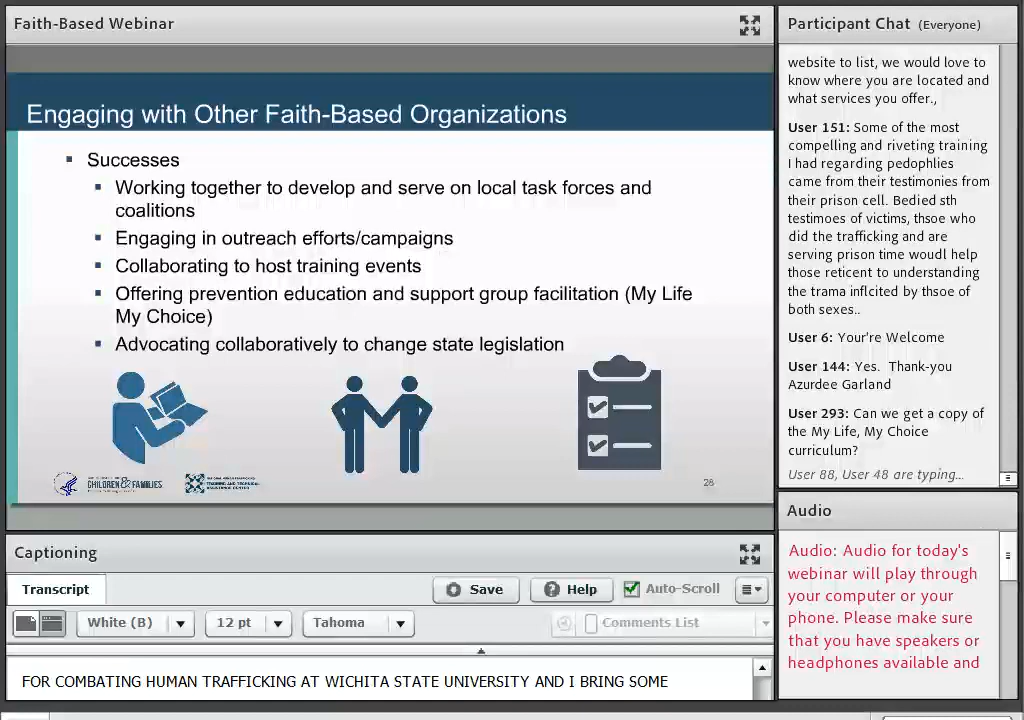 Faith-Based Webinar
Engaging with Other Faith-Based Organizations
Successes
Working together to develop and serve on local task forces and
coalitions
Engaging in outreach efforts/campaigns
Collaborating to host training events
Offering prevention education and support group facilitation (My Life
My Choice)
Advocating collaboratively to change state legislation
CHILDREN & FAMILIES
TRAINING AND TECHNICAL
ASSISTANCE CENTER
26
Captioning
Transcript
Save
Help
Auto-Scroll
White (B)
12 pt
Tahoma
Comments List
FOR COMBATING HUMAN TRAFFICKING AT WICHITA STATE UNIVERSITY AND I BRING SOME
Participant Chat (Everyone)
website to list, we would love to
know where you are located and
what services you offer.,
User 151: Some of the most
compelling and riveting training
I had regarding pedophlies
came from their testimonies from
their prison cell. Bedied sth
testimoes of victims, thsoe who
did the trafficking and are
serving prison time woudl help
those reticent to understanding
the trama inflcited by thsoe of
both sexes..
User 6: Your're Welcome
User 144: Yes. Thank-you
Azurdee Garland
User 293: Can we get a copy of
the My Life, My Choice
curriculum?
User 88, User 48 are typing...
Audio
Audio: Audio for today's
webinar will play through
your computer or your
phone. Please make sure
that you have speakers or
headphones available and